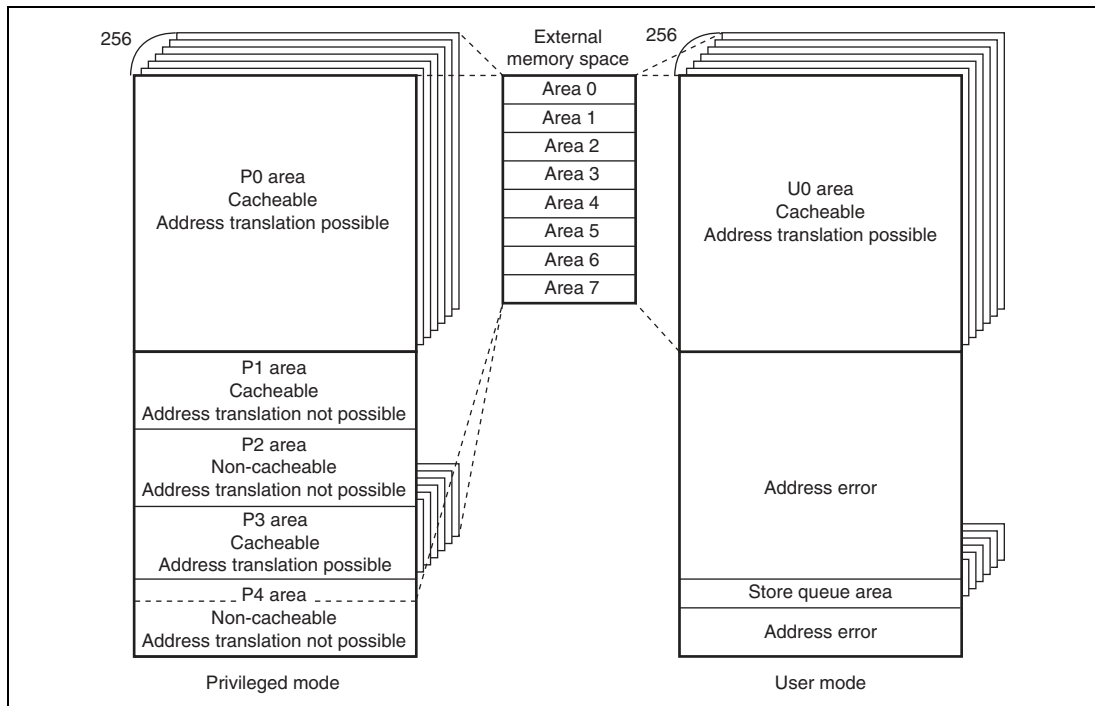 256
P0 area
Cacheable
Address translation possible
P1 area
Cacheable
Address translation not possible
P2 area
Non-cacheable
Address translation not possible
P3 area
Cacheable
Address translation possible
P4 area
Non-cacheable
Address translation not possible
Privileged mode
External
memory space
Area 0
Area 1
Area 2
Area 3
Area 4
Area 5
Area 6
Area 7
256
U0 area
Cacheable
Address translation possible
Address error
Store queue area
Address error
User mode